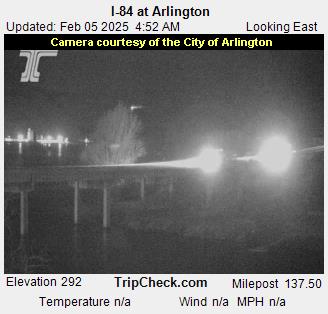 I-84 at Arlington
Updated: Feb 05 2025 4:52 AM Looking East
Camera courtesy of the City of Arlington
Elevation 292 TripCheck.com Milepost 137.50
Temperature n/a Wind n/a MPH n/a